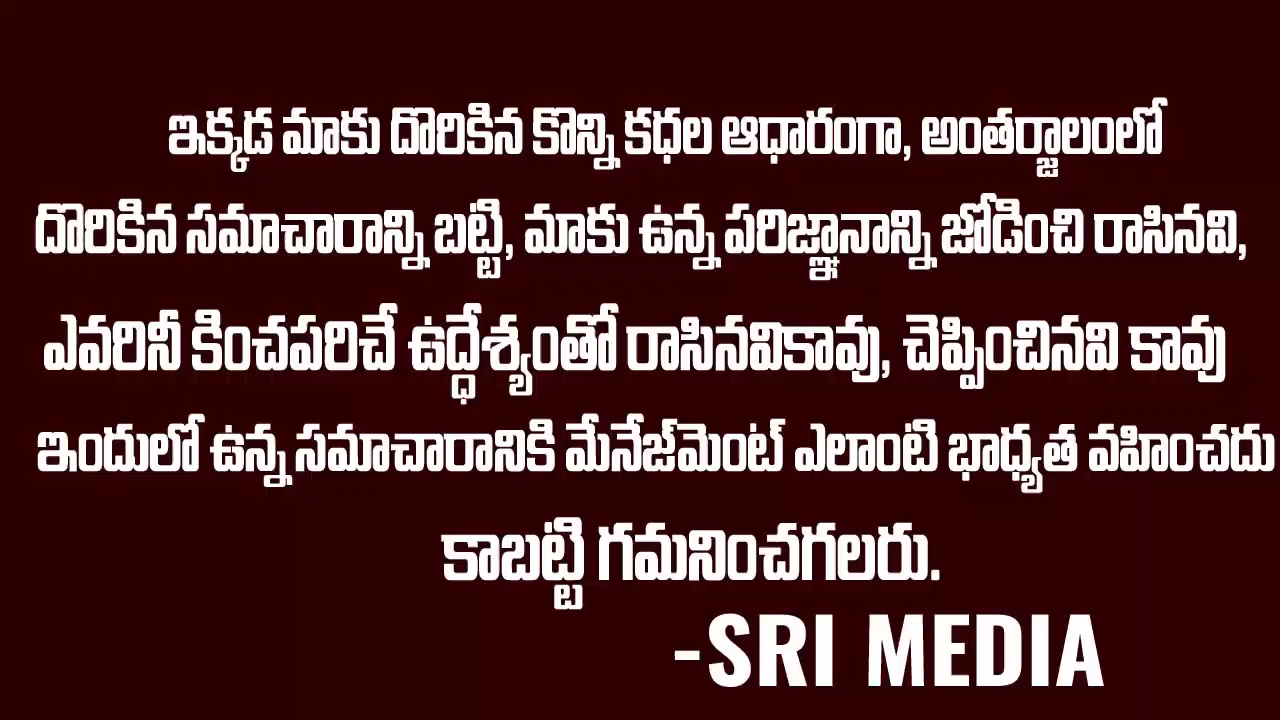 ఇక్కడ మాకు దొరికిన కొన్ని కధల ఆధారంగా, అంతర్జాలంలో
దొరికిన సమాచారాన్ని బట్టి, మాకు ఉన్న పరిజ్ఞానాన్ని జోడించి రాసినవి,
ఎవరినీ కించపరిచే ఉద్ధేశ్యంతో రాసినవికావు, చెప్పించినవి కావు
ఇందులో ఉన్న సమాచారానికి మేనేజ్‌మెంట్ ఎలాంటి భాధ్యత వహించదు
కాబట్టి గమనించగలరు.
-SRI MEDIA